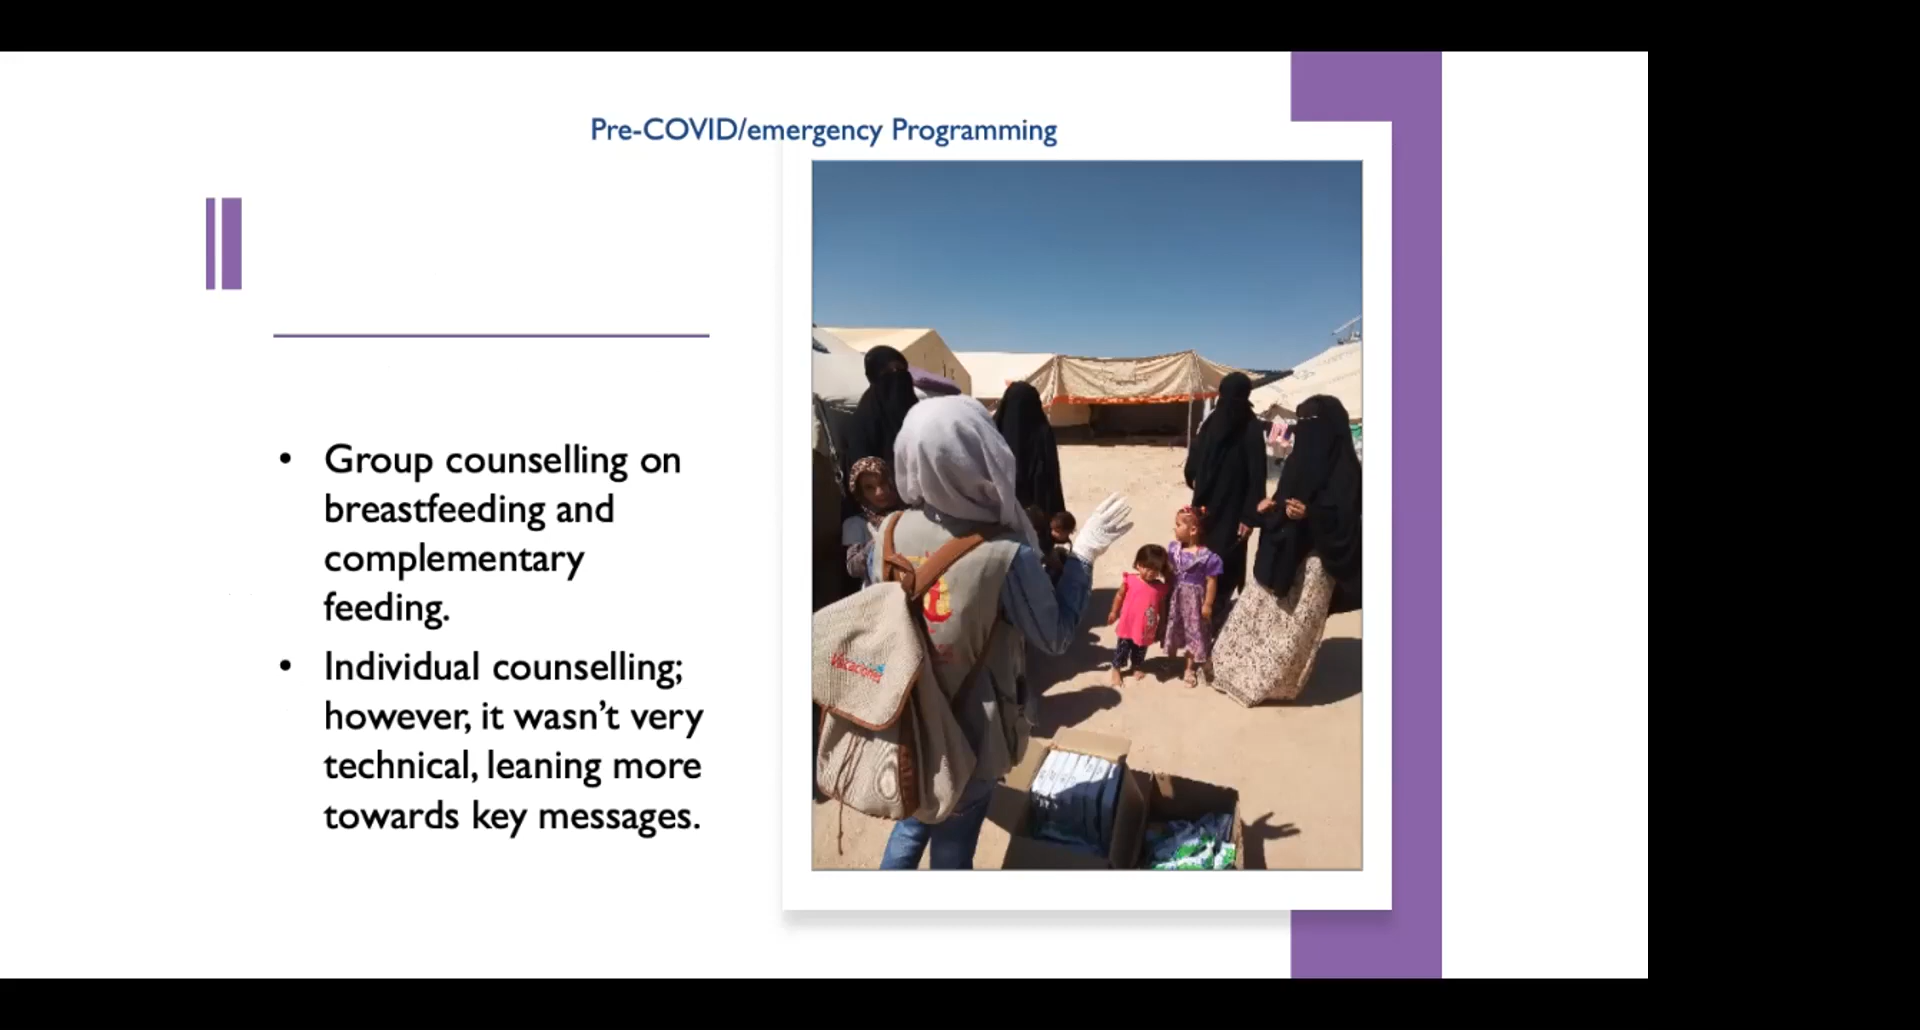 Pre-COVID/emergency Programming
• Group counselling on
breastfeeding and
complementary
feeding.
• Individual counselling;
however, it wasn't very
technical, leaning more
towards key messages.